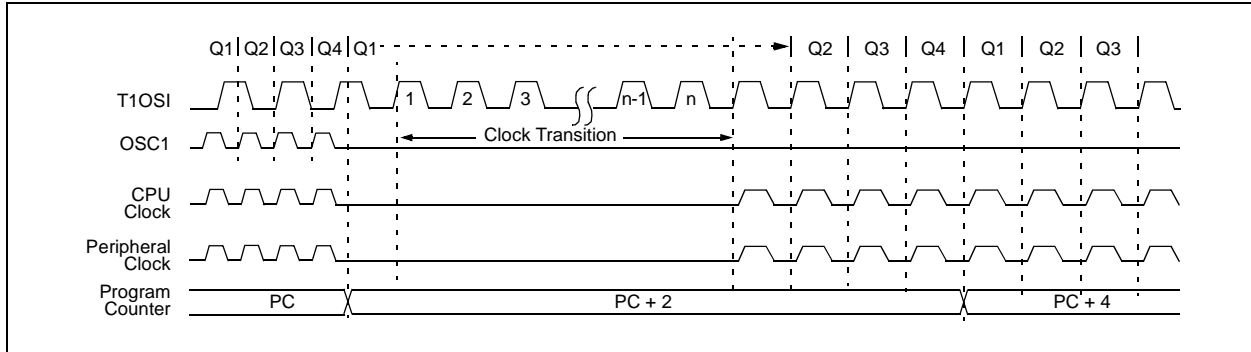 Q1 Q2 Q3 Q4 Q1 Q2 Q3 Q4 Q1 Q2 Q3
T1OSI 1 2 3 n-1 n
Clock Transition
OSC1
CPU
Clock
Peripheral
Clock
Program
Counter
PC PC + 2 PC + 4